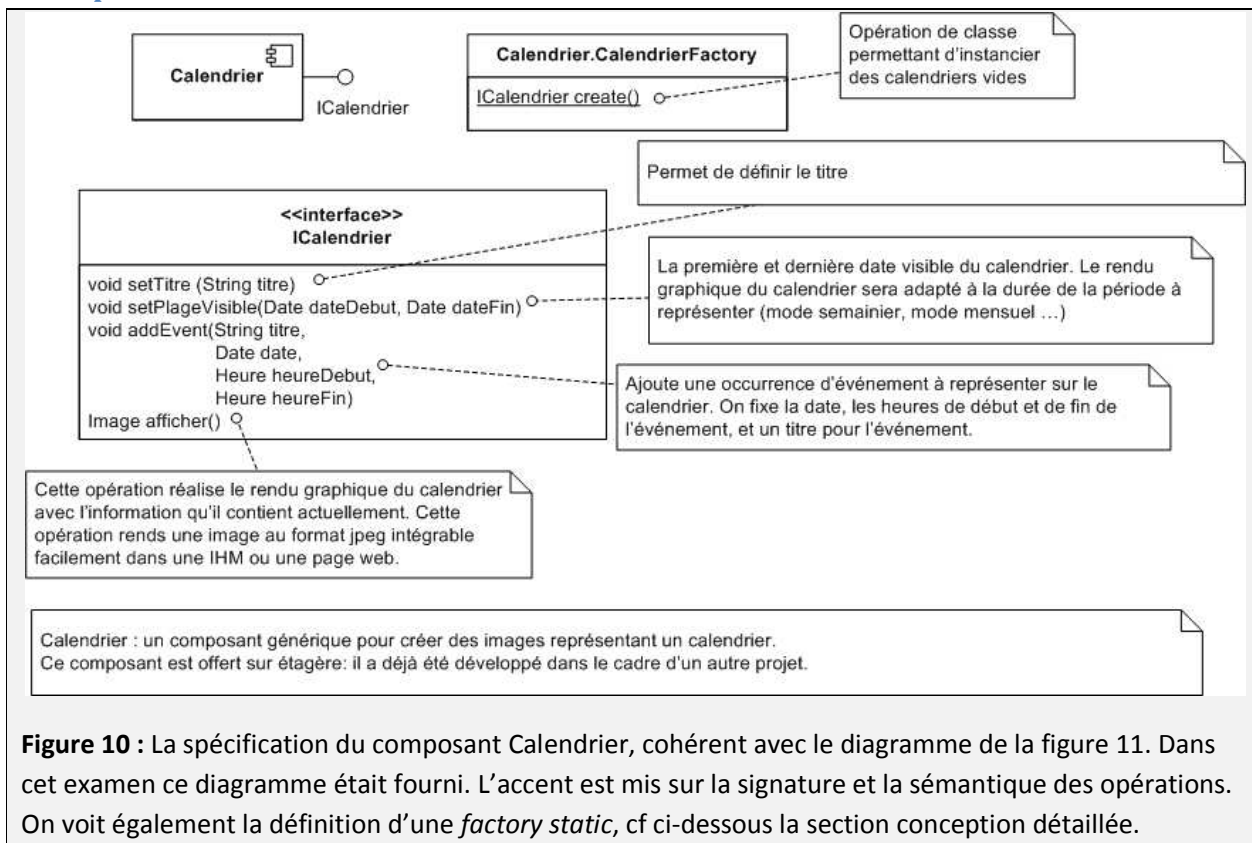 Calendrier
ICalendrier
Calendrier.CalendrierFactory
ICalendrier create()
Opération de classe
permettant d'instancier
des calendriers vides
Permet de définir le titre
<<interface>>
ICalendrier
void setTitre (String titre)
void setPlageVisible(Date dateDebut, Date dateFin)
void addEvent(String titre,
Date date,
Heure heureDebut,
Heure heureFin)
Image afficher()
La première et dernière date visible du calendrier. Le rendu
graphique du calendrier sera adapté à la durée de la période à
représenter (mode semainier, mode mensuel ...)
Ajoute une occurrence d'événement à représenter sur le
calendrier. On fixe la date, les heures de début et de fin de
l'événement, et un titre pour l'événement.
Cette opération réalise le rendu graphique du calendrier
avec l'information qu'il contient actuellement. Cette
opération rends une image au format jpeg intégrable
facilement dans une IHM ou une page web.
Calendrier : un composant générique pour créer des images représentant un calendrier.
Ce composant est offert sur étagère: il a déjà été développé dans le cadre d'un autre projet.
Figure 10 : La spécification du composant Calendrier, cohérent avec le diagramme de la figure 11. Dans
cet examen ce diagramme était fourni. L'accent est mis sur la signature et la sémantique des opérations.
On voit également la définition d'une factory static, cf ci-dessous la section conception détaillée.